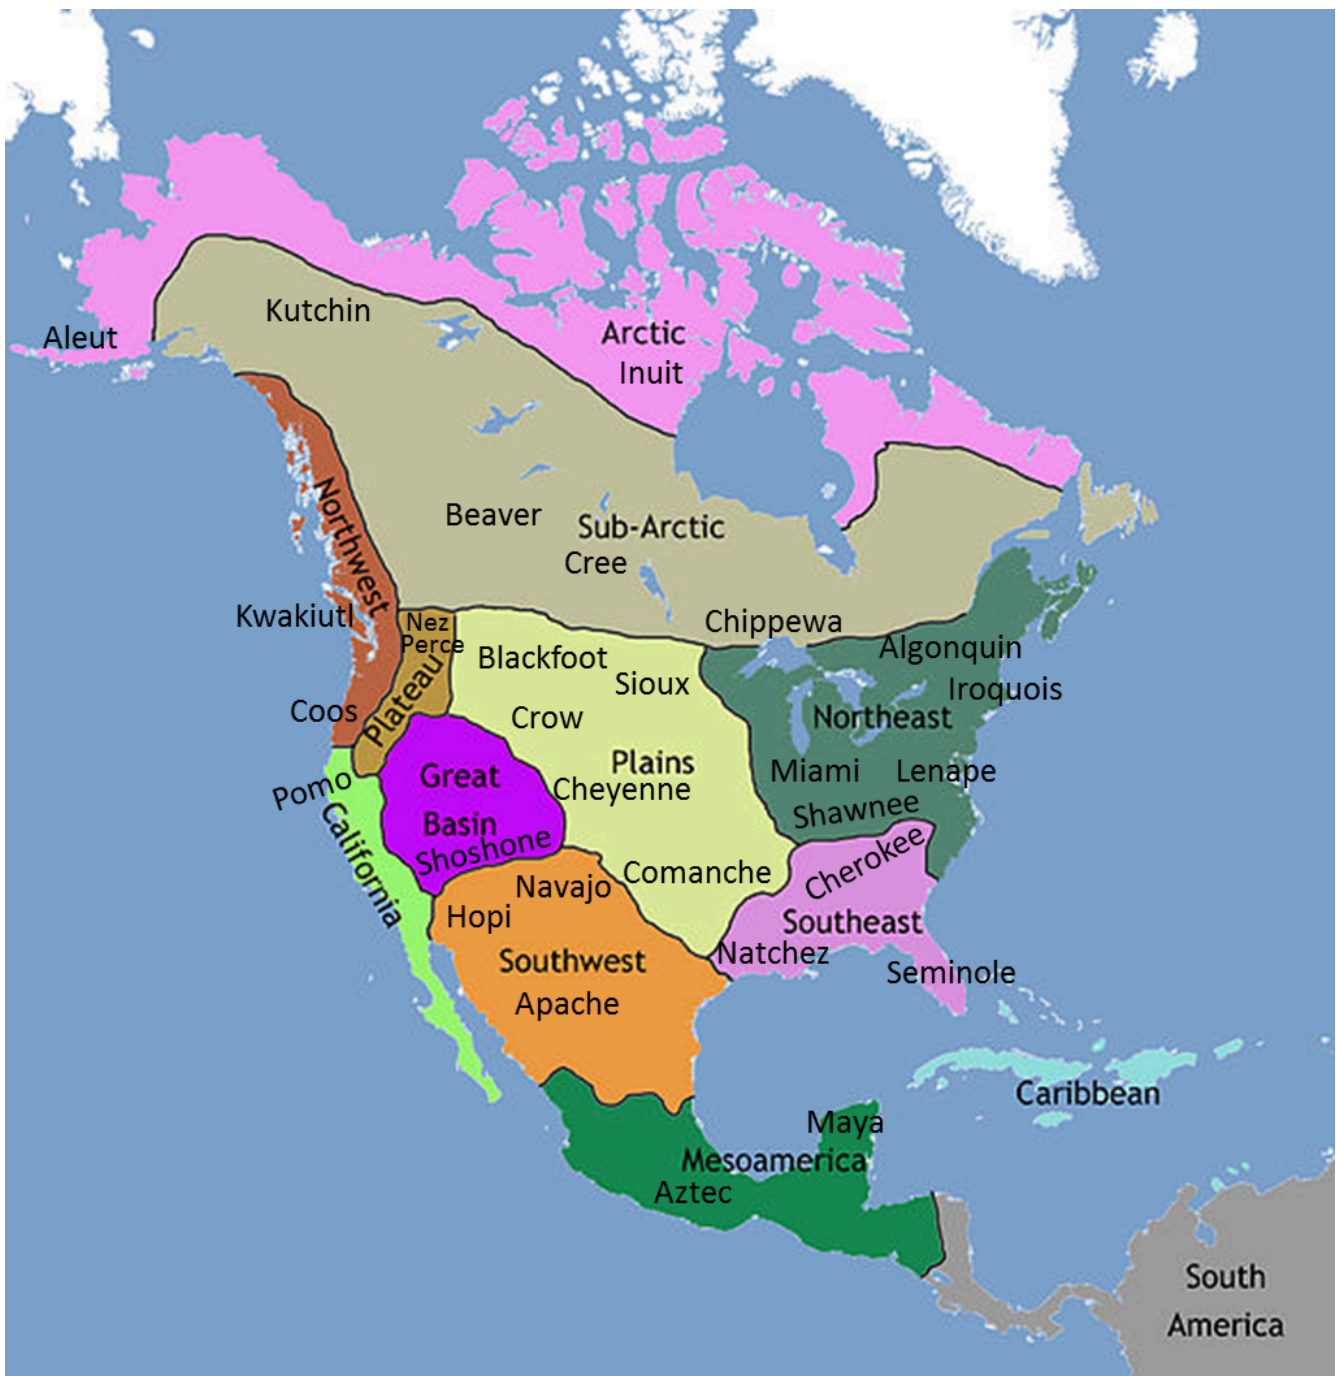 Kutchin
Aleut
Arctic
Inuit
Beaver
Sub-Arctic
Cree
Northwest
Kwakiutl
Nez
Perce
Chippewa
Algonquin
Blackfoot
Sioux
Iroquois
Coos
Plateau
Crow
Northeast
Plains
Miami
Lenape
Great
Basin
Pomo
Cheyenne
Shawnee
California
Shoshone
Comanche
Cherokee
Navajo
Hopi
Southeast
Southwest
Natchez
Seminole
Apache
Caribbean
Maya
Mesoamerica
Aztec
South
America